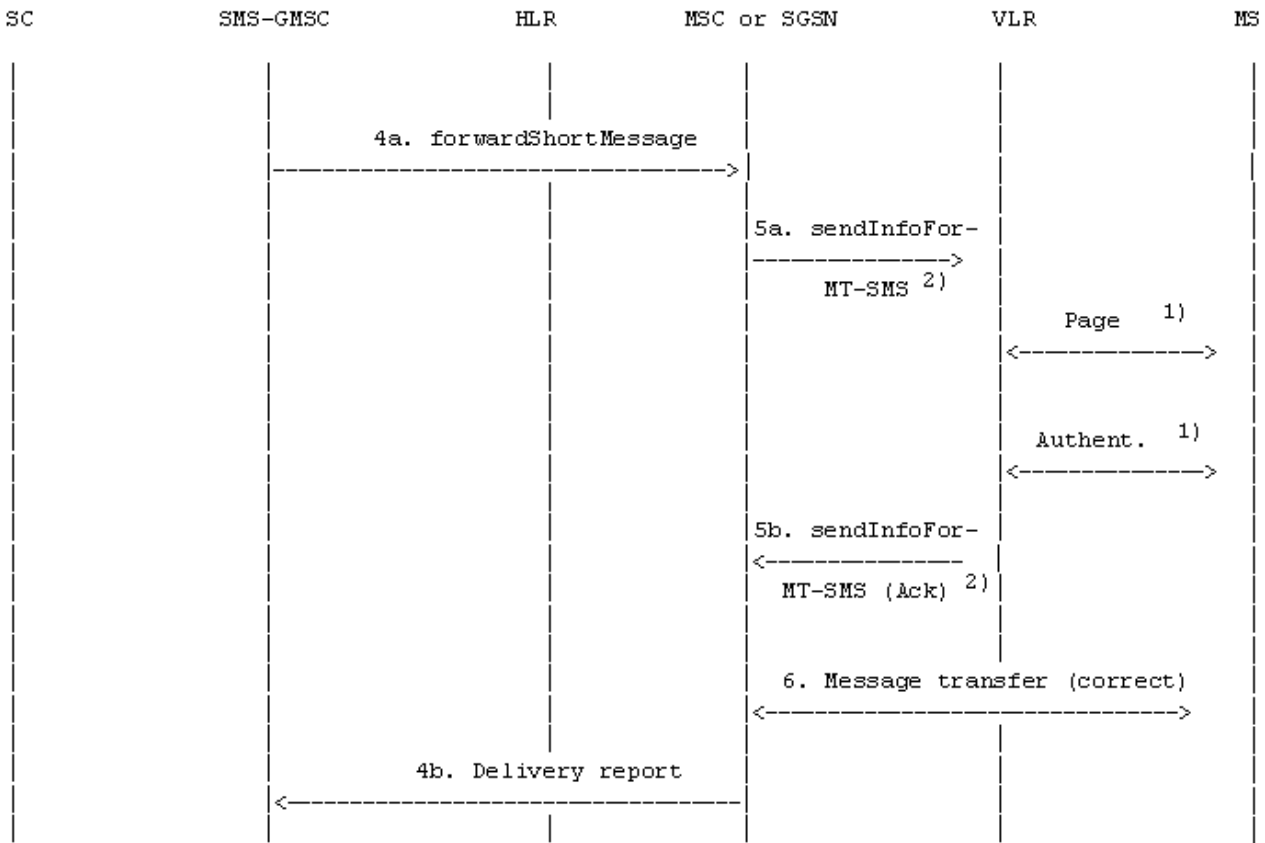 SC SMS-GMSC HLR MSC or SGSN VLR MS
4a. forwardShortMessage
5a. sendInfoFor-
MT-SMS 2)
Page 1)
Authent. 1)
5b. sendInfoFor-
MT-SMS (Ack) 2)
6. Message transfer (correct)
4b. Delivery report